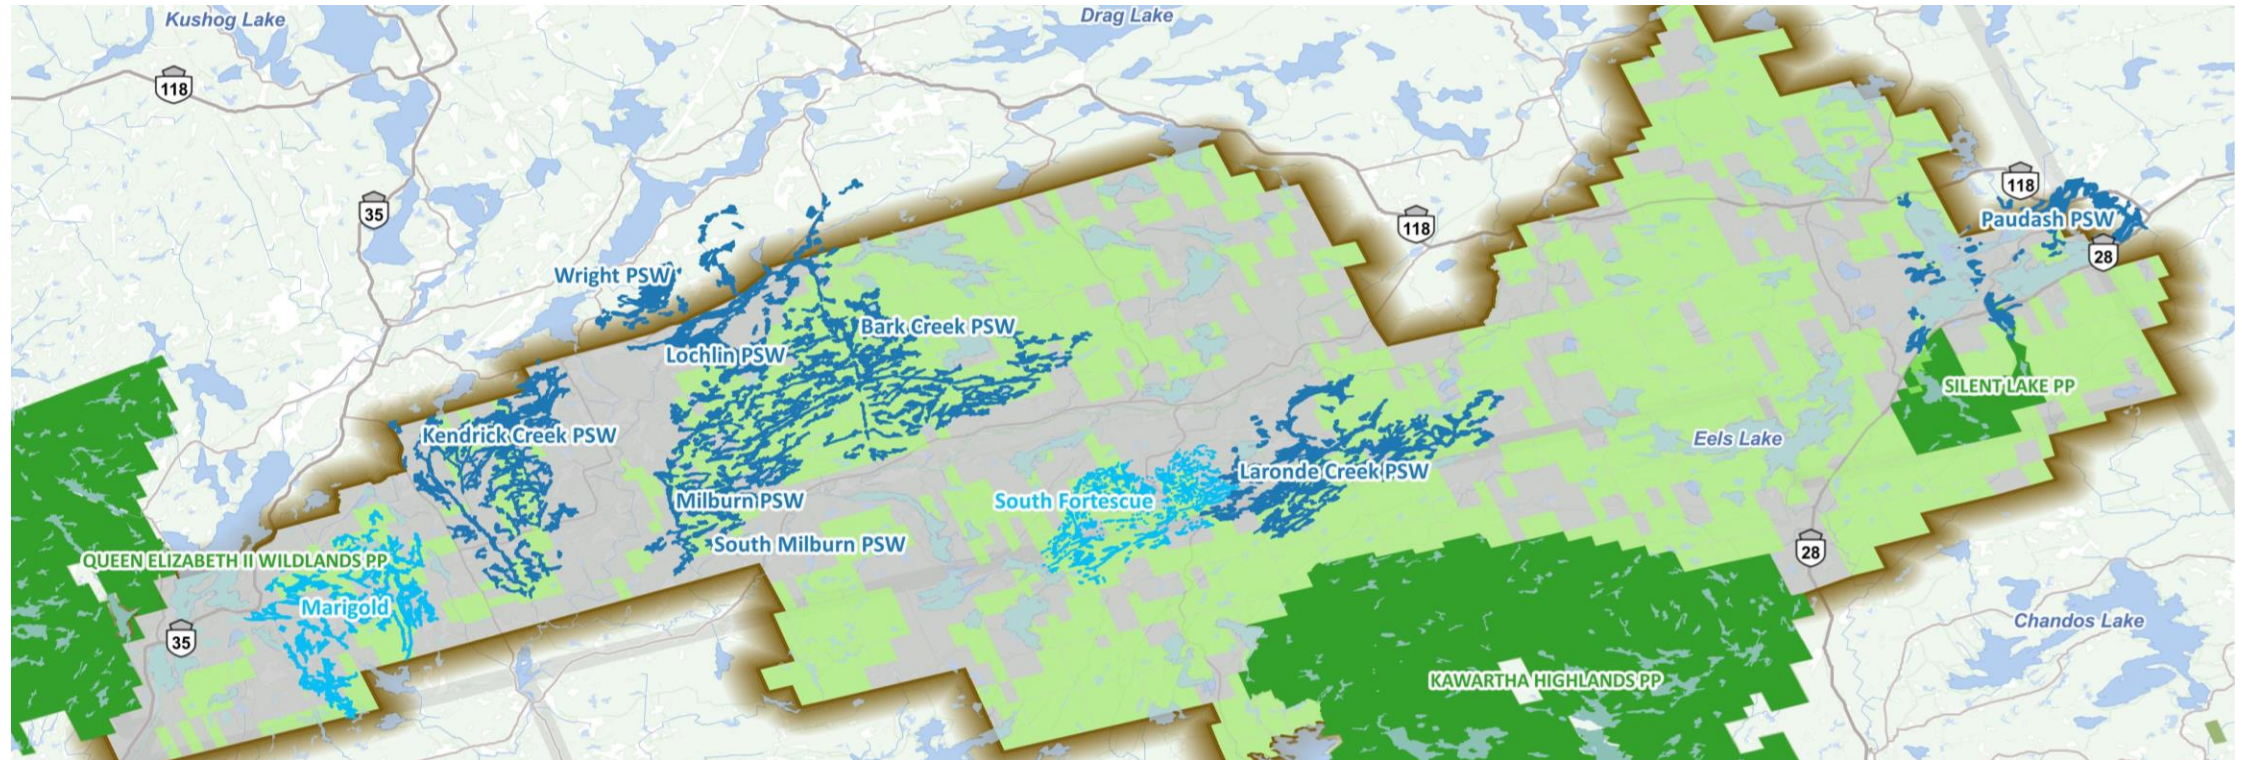 Kushog Lake
Drag Lake
118
35
118
Paudash PSW
118
28
Wright PSW
Bark Creek PSW
Lochlin PSW
SILENT LAKE PP
Kendrick Creek PSW
Eels Lake
Laronde Creek PSW
Milburn PSW
South Fortescue
South Milburn PSW
28
QUEEN ELIZABETH II WILDLANDS PP
Marigold
Chandos Lake
35
KAWARTHA HIGHLANDS PP